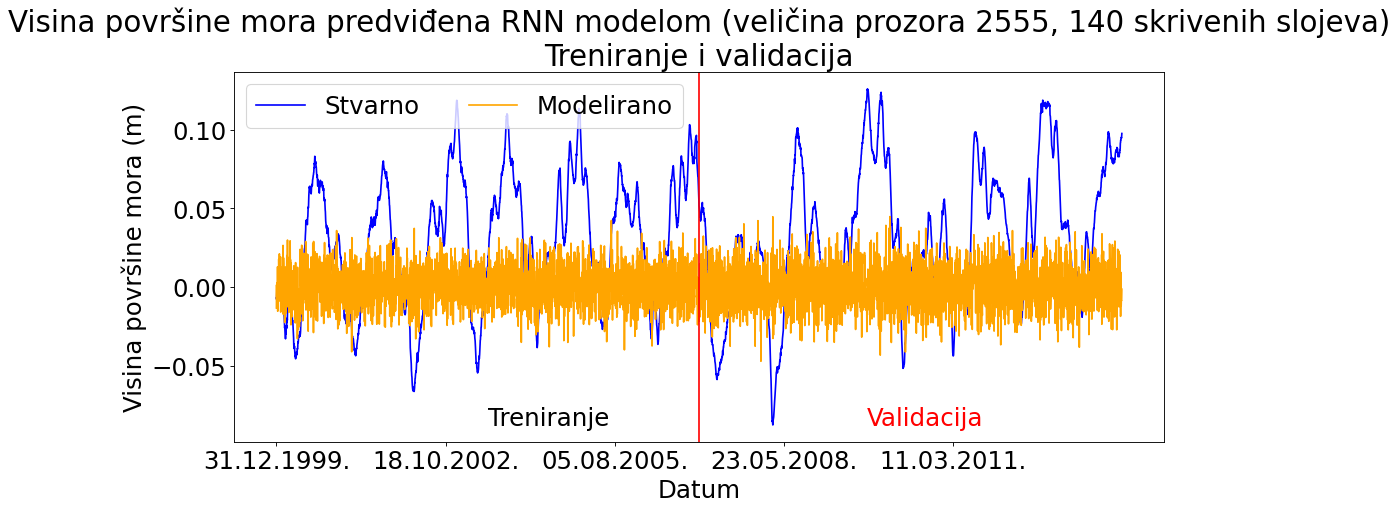 Visina površine mora predviđena RNN modelom (veličina prozora 2555, 140 skrivenih slojeva)
Treniranje i validacija
Stvarno
Modelirano
Visina površine mora (m)
0.10
0.05
0.00
−0.05
Treniranje
Validacija
31.12.1999.
18.10.2002.
05.08.2005.
23.05.2008.
11.03.2011.
Datum